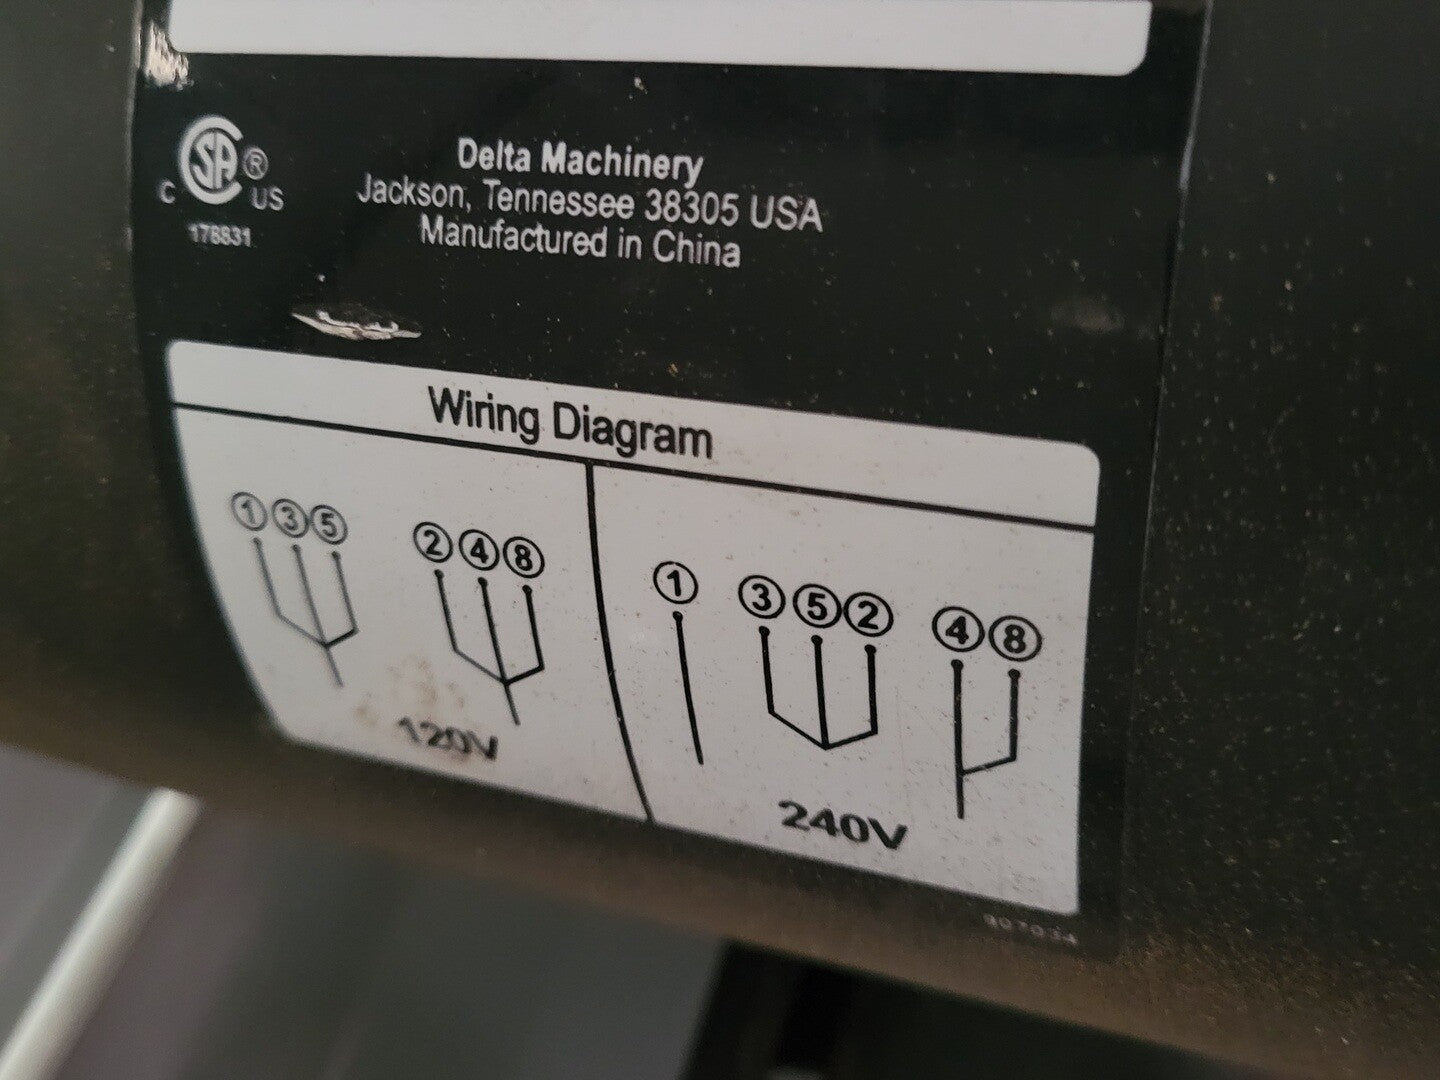 SA ®
C US
178831
Delta Machinery
Jackson, Tennessee 38305 USA
Manufactured in China
Wiring Diagram
1 3 5 2 4 8
120V
1 3 5 2 4 8
240V